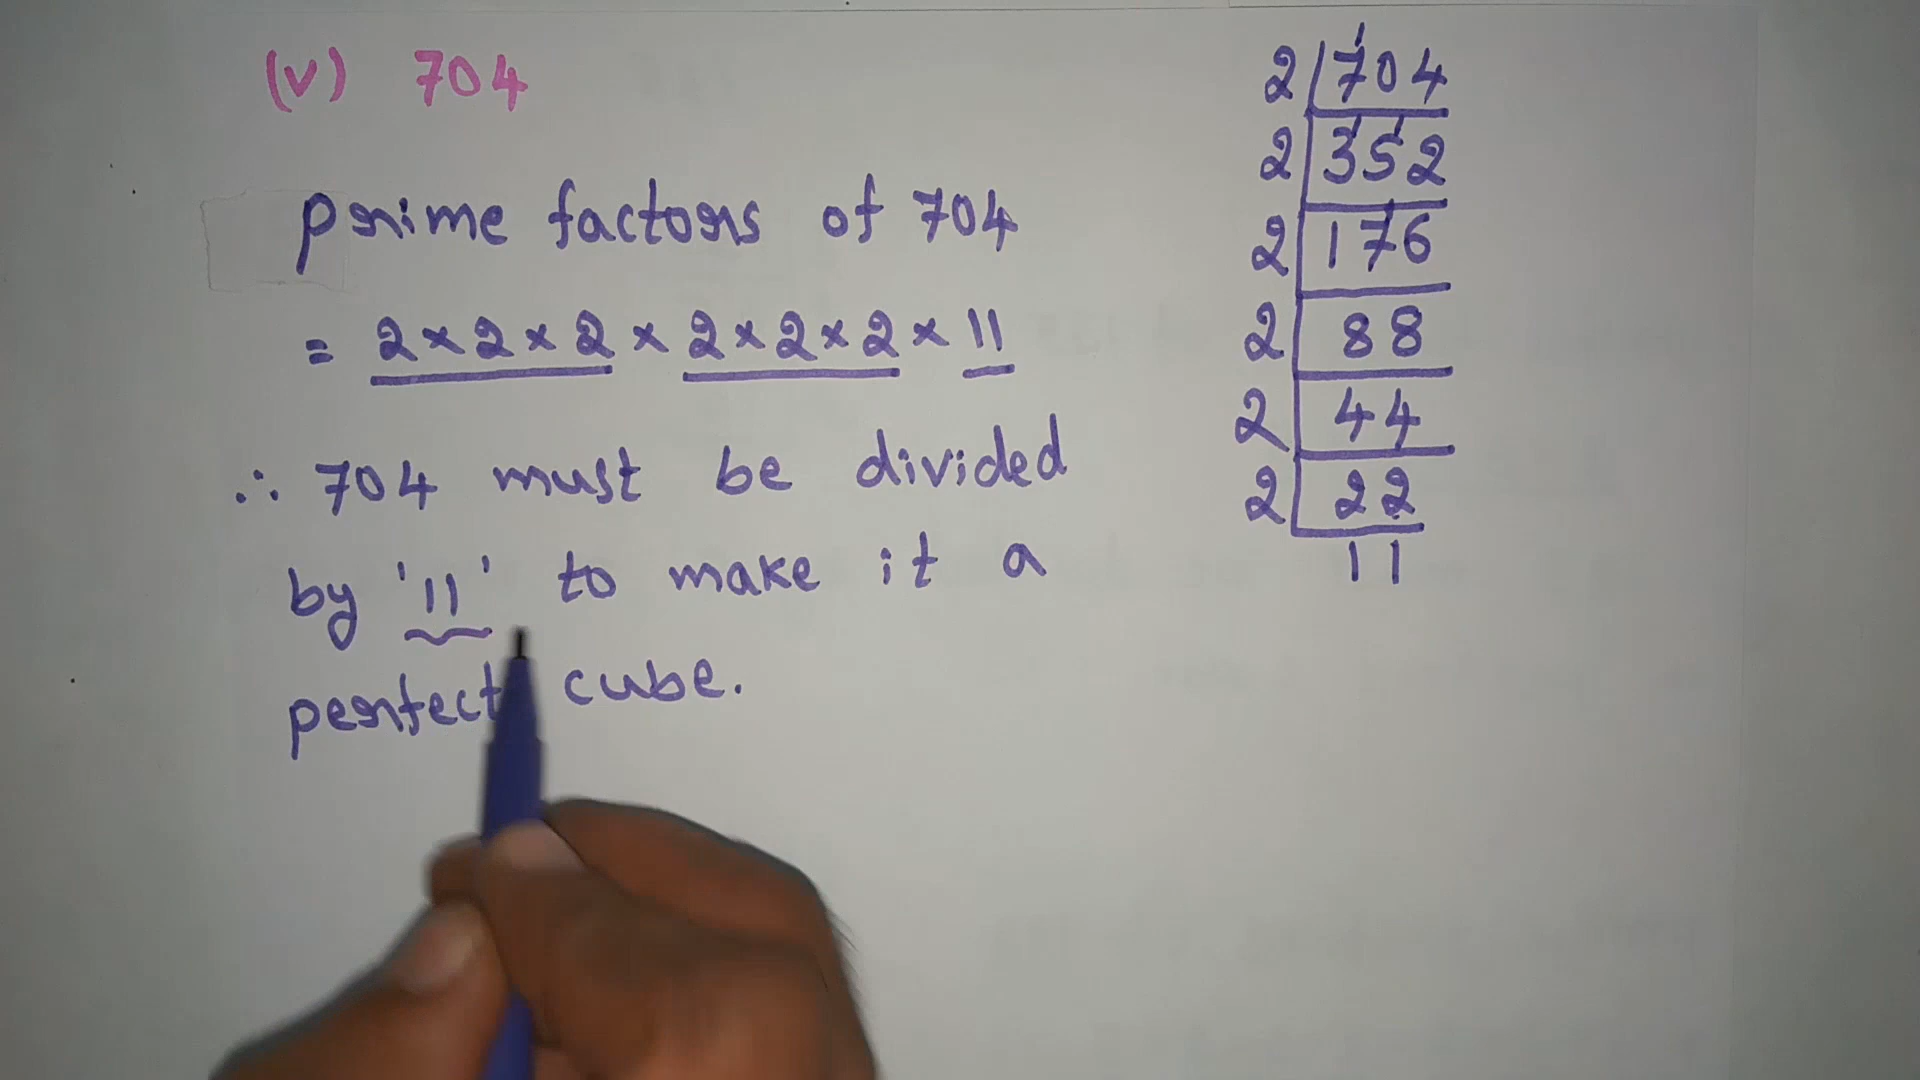 (v) 704
prime factors of 704
= 2 × 2 × 2 × 2 × 2 × 2 × 11
∴ 704 must be divided
by '11' to make it a
perfect cube.
2 | 704
2 | 352
2 | 176
2 | 88
2 | 44
2 | 22
11